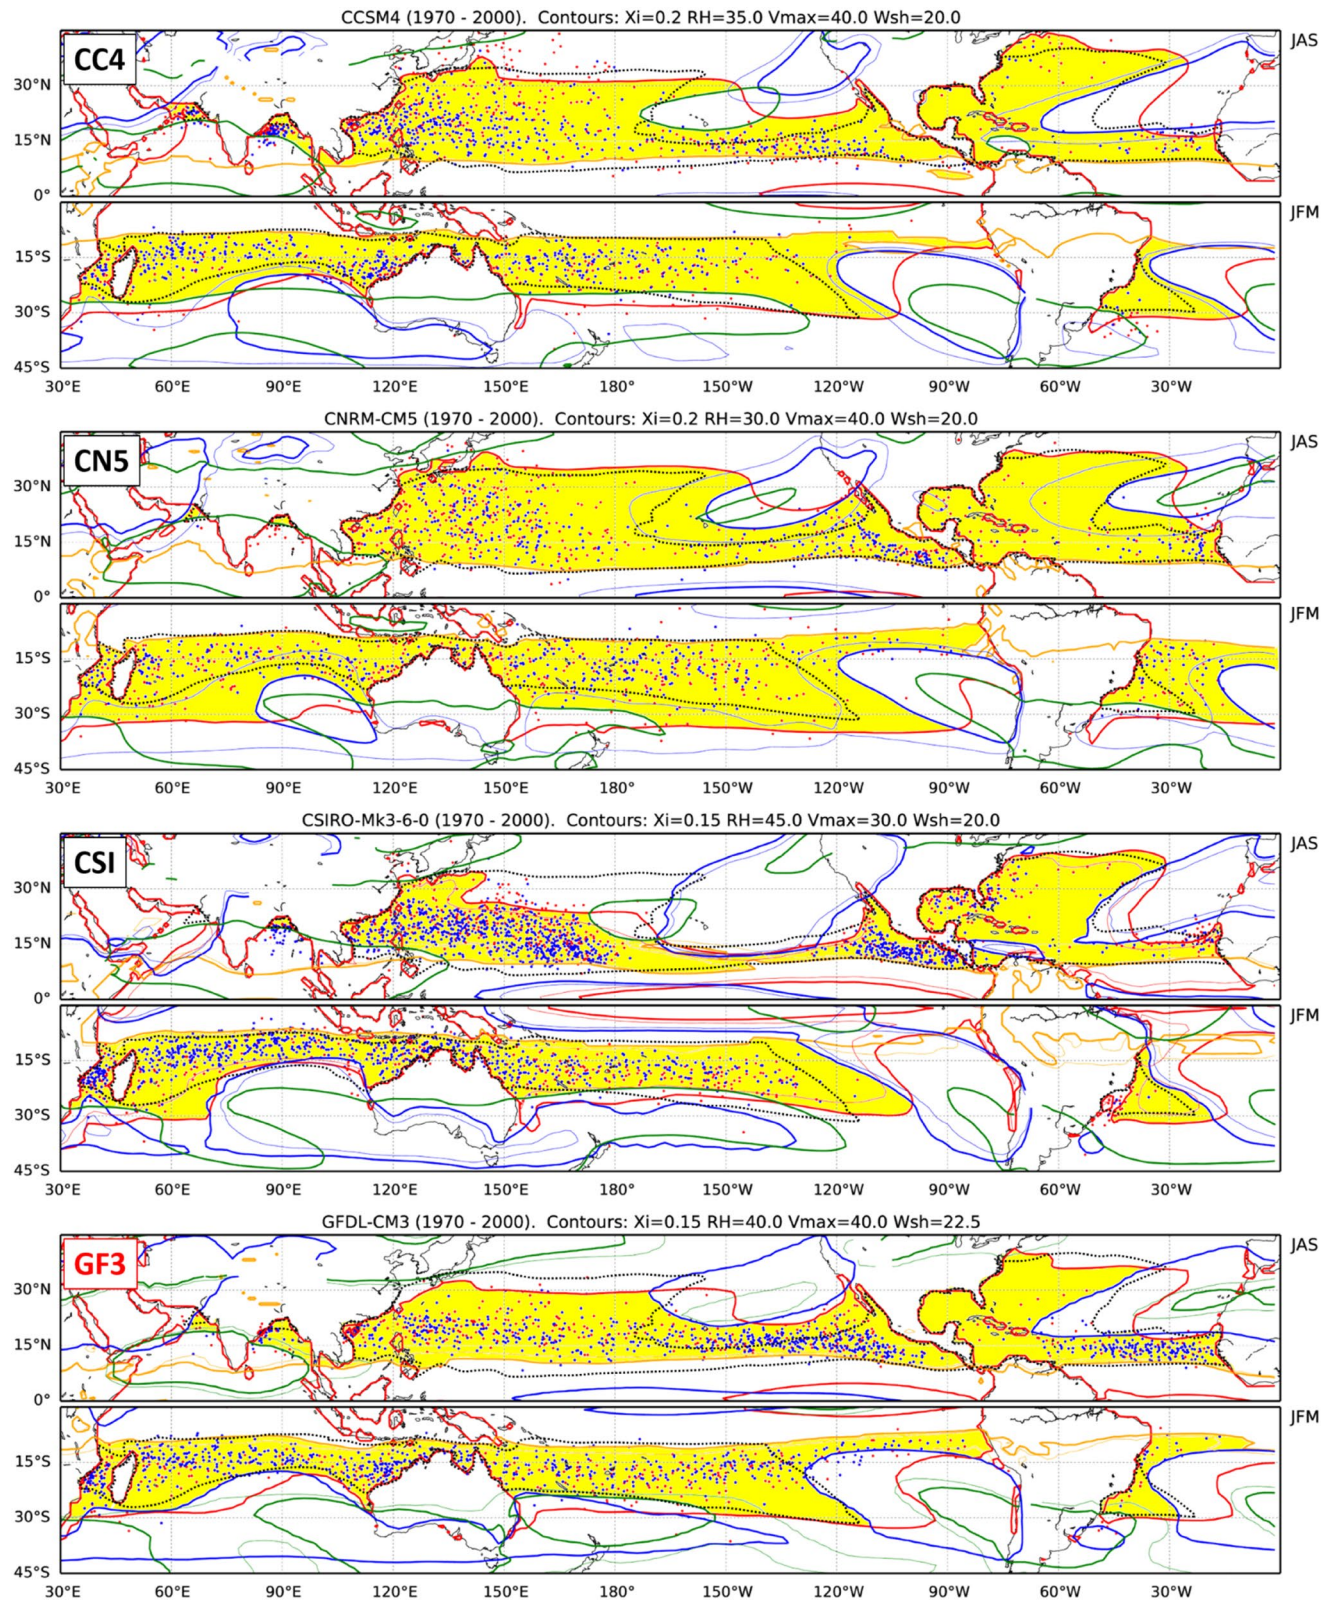 CCSM4 (1970 - 2000).  Contours: Xi=0.2 RH=35.0 Vmax=40.0 Wsh=20.0
CC4
JAS
30°N
15°N
0°
JFM
15°S
30°S
45°S
30°E 60°E 90°E 120°E 150°E 180 150°W 120°W 90°W 60°W 30°W
CNRM-CM5 (1970 - 2000).  Contours: Xi=0.2 RH=30.0 Vmax=40.0 Wsh=20.0
CN5
JAS
30°N
15°N
0°
JFM
15°S
30°S
45°S
30°E 60°E 90°E 120°E 150°E 180 150°W 120°W 90°W 60°W 30°W
CSIRO-Mk3-6-0 (1970 - 2000).  Contours: Xi=0.15 RH=45.0 Vmax=30.0 Wsh=20.0
CSI
JAS
30°N
15°N
0°
JFM
15°S
30°S
45°S
30°E 60°E 90°E 120°E 150°E 180 150°W 120°W 90°W 60°W 30°W
GFDL-CM3 (1970 - 2000).  Contours: Xi=0.15 RH=40.0 Vmax=40.0 Wsh=22.5
GF3
JAS
30°N
15°N
0°
JFM
15°S
30°S
45°S
30°E 60°E 90°E 120°E 150°E 180 150°W 120°W 90°W 60°W 30°W